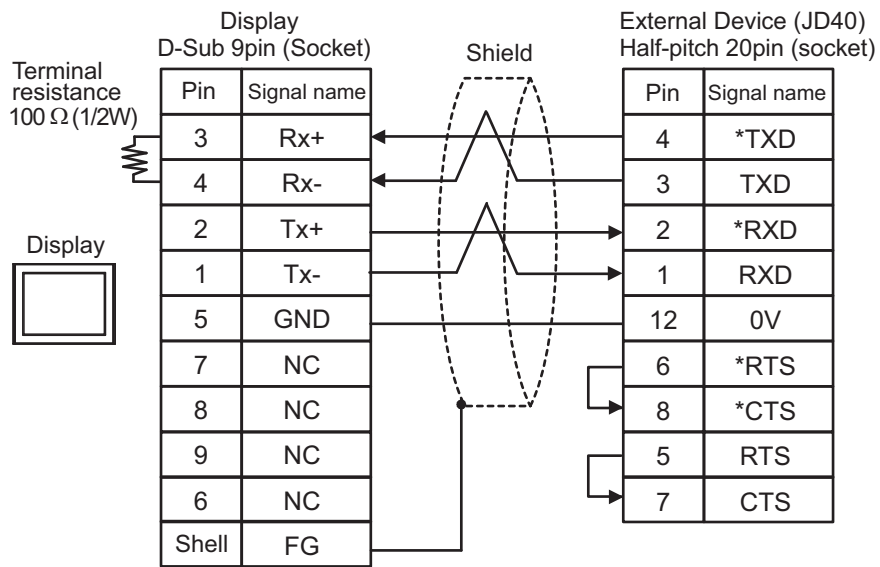 Display
D-Sub 9pin (Socket)
Shield
External Device (JD40)
Half-pitch 20pin (socket)
Terminal
resistance
100 Ω (1/2W)
Pin Signal name
3 Rx+
4 Rx-
2 Tx+
1 Tx-
5 GND
7 NC
8 NC
9 NC
6 NC
Shell FG
Display
Pin Signal name
4 *TXD
3 TXD
2 *RXD
1 RXD
12 0V
6 *RTS
8 *CTS
5 RTS
7 CTS